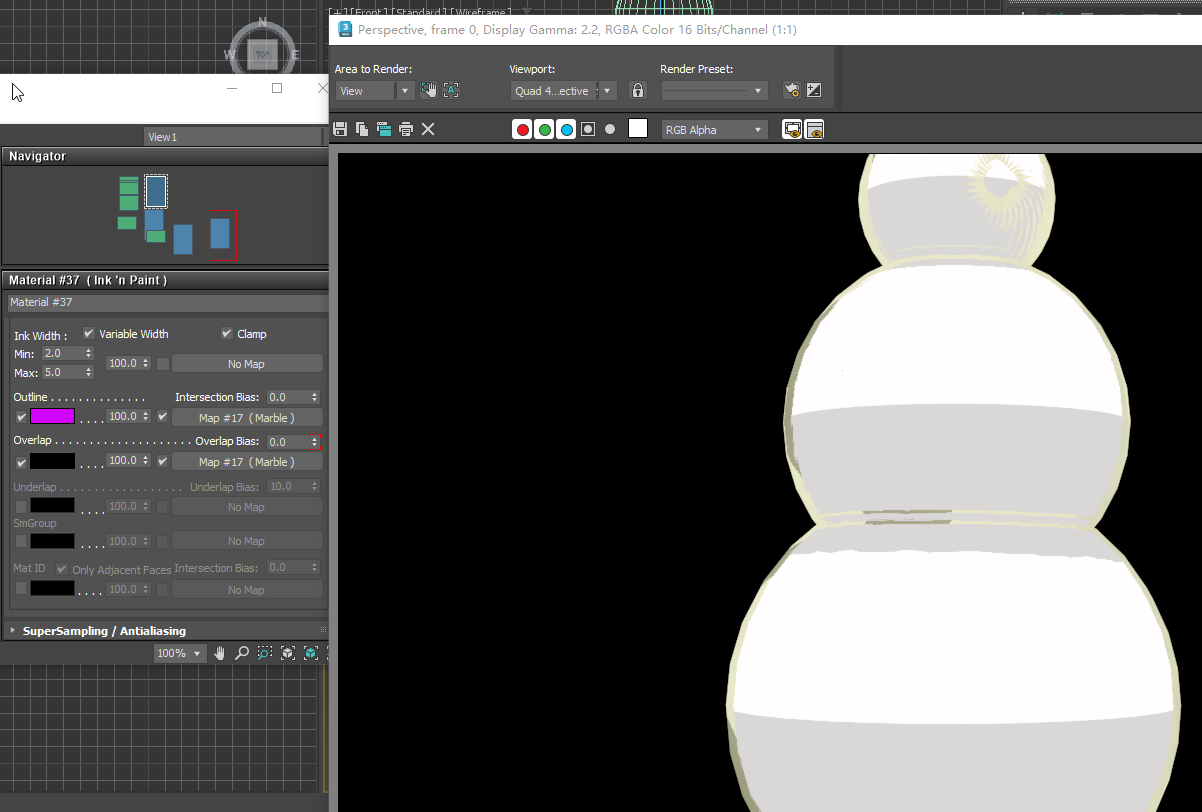 [+] [Front] [Standard] [Wireframe]
N
W
TOP
E
3
Perspective, frame 0, Display Gamma: 2.2, RGBA Color 16 Bits/Channel (1:1)
Area to Render:
Viewport:
Render Preset:
View
Quad 4...ective
RGB Alpha
View1
Navigator
Material #37 ( Ink 'n Paint )
Material #37
Ink Width :
Variable Width
Clamp
Min: 2.0
100.0
No Map
Max: 5.0
Outline . . . . . . . . . . . . . . Intersection Bias: 0.0
. . . . 100.0 Map #17 ( Marble )
Overlap . . . . . . . . . . . . . . . . . . . . Overlap Bias: 0.0
. . . . 100.0 Map #17 ( Marble )
Underlap . . . . . . . . . . . . . . . . . . Underlap Bias: 10.0
. . . . 100.0 No Map
SmGroup
. . . . 100.0 No Map
Mat ID Only Adjacent Faces Intersection Bias: 0.0
. . . . 100.0 No Map
SuperSampling / Antialiasing
100%